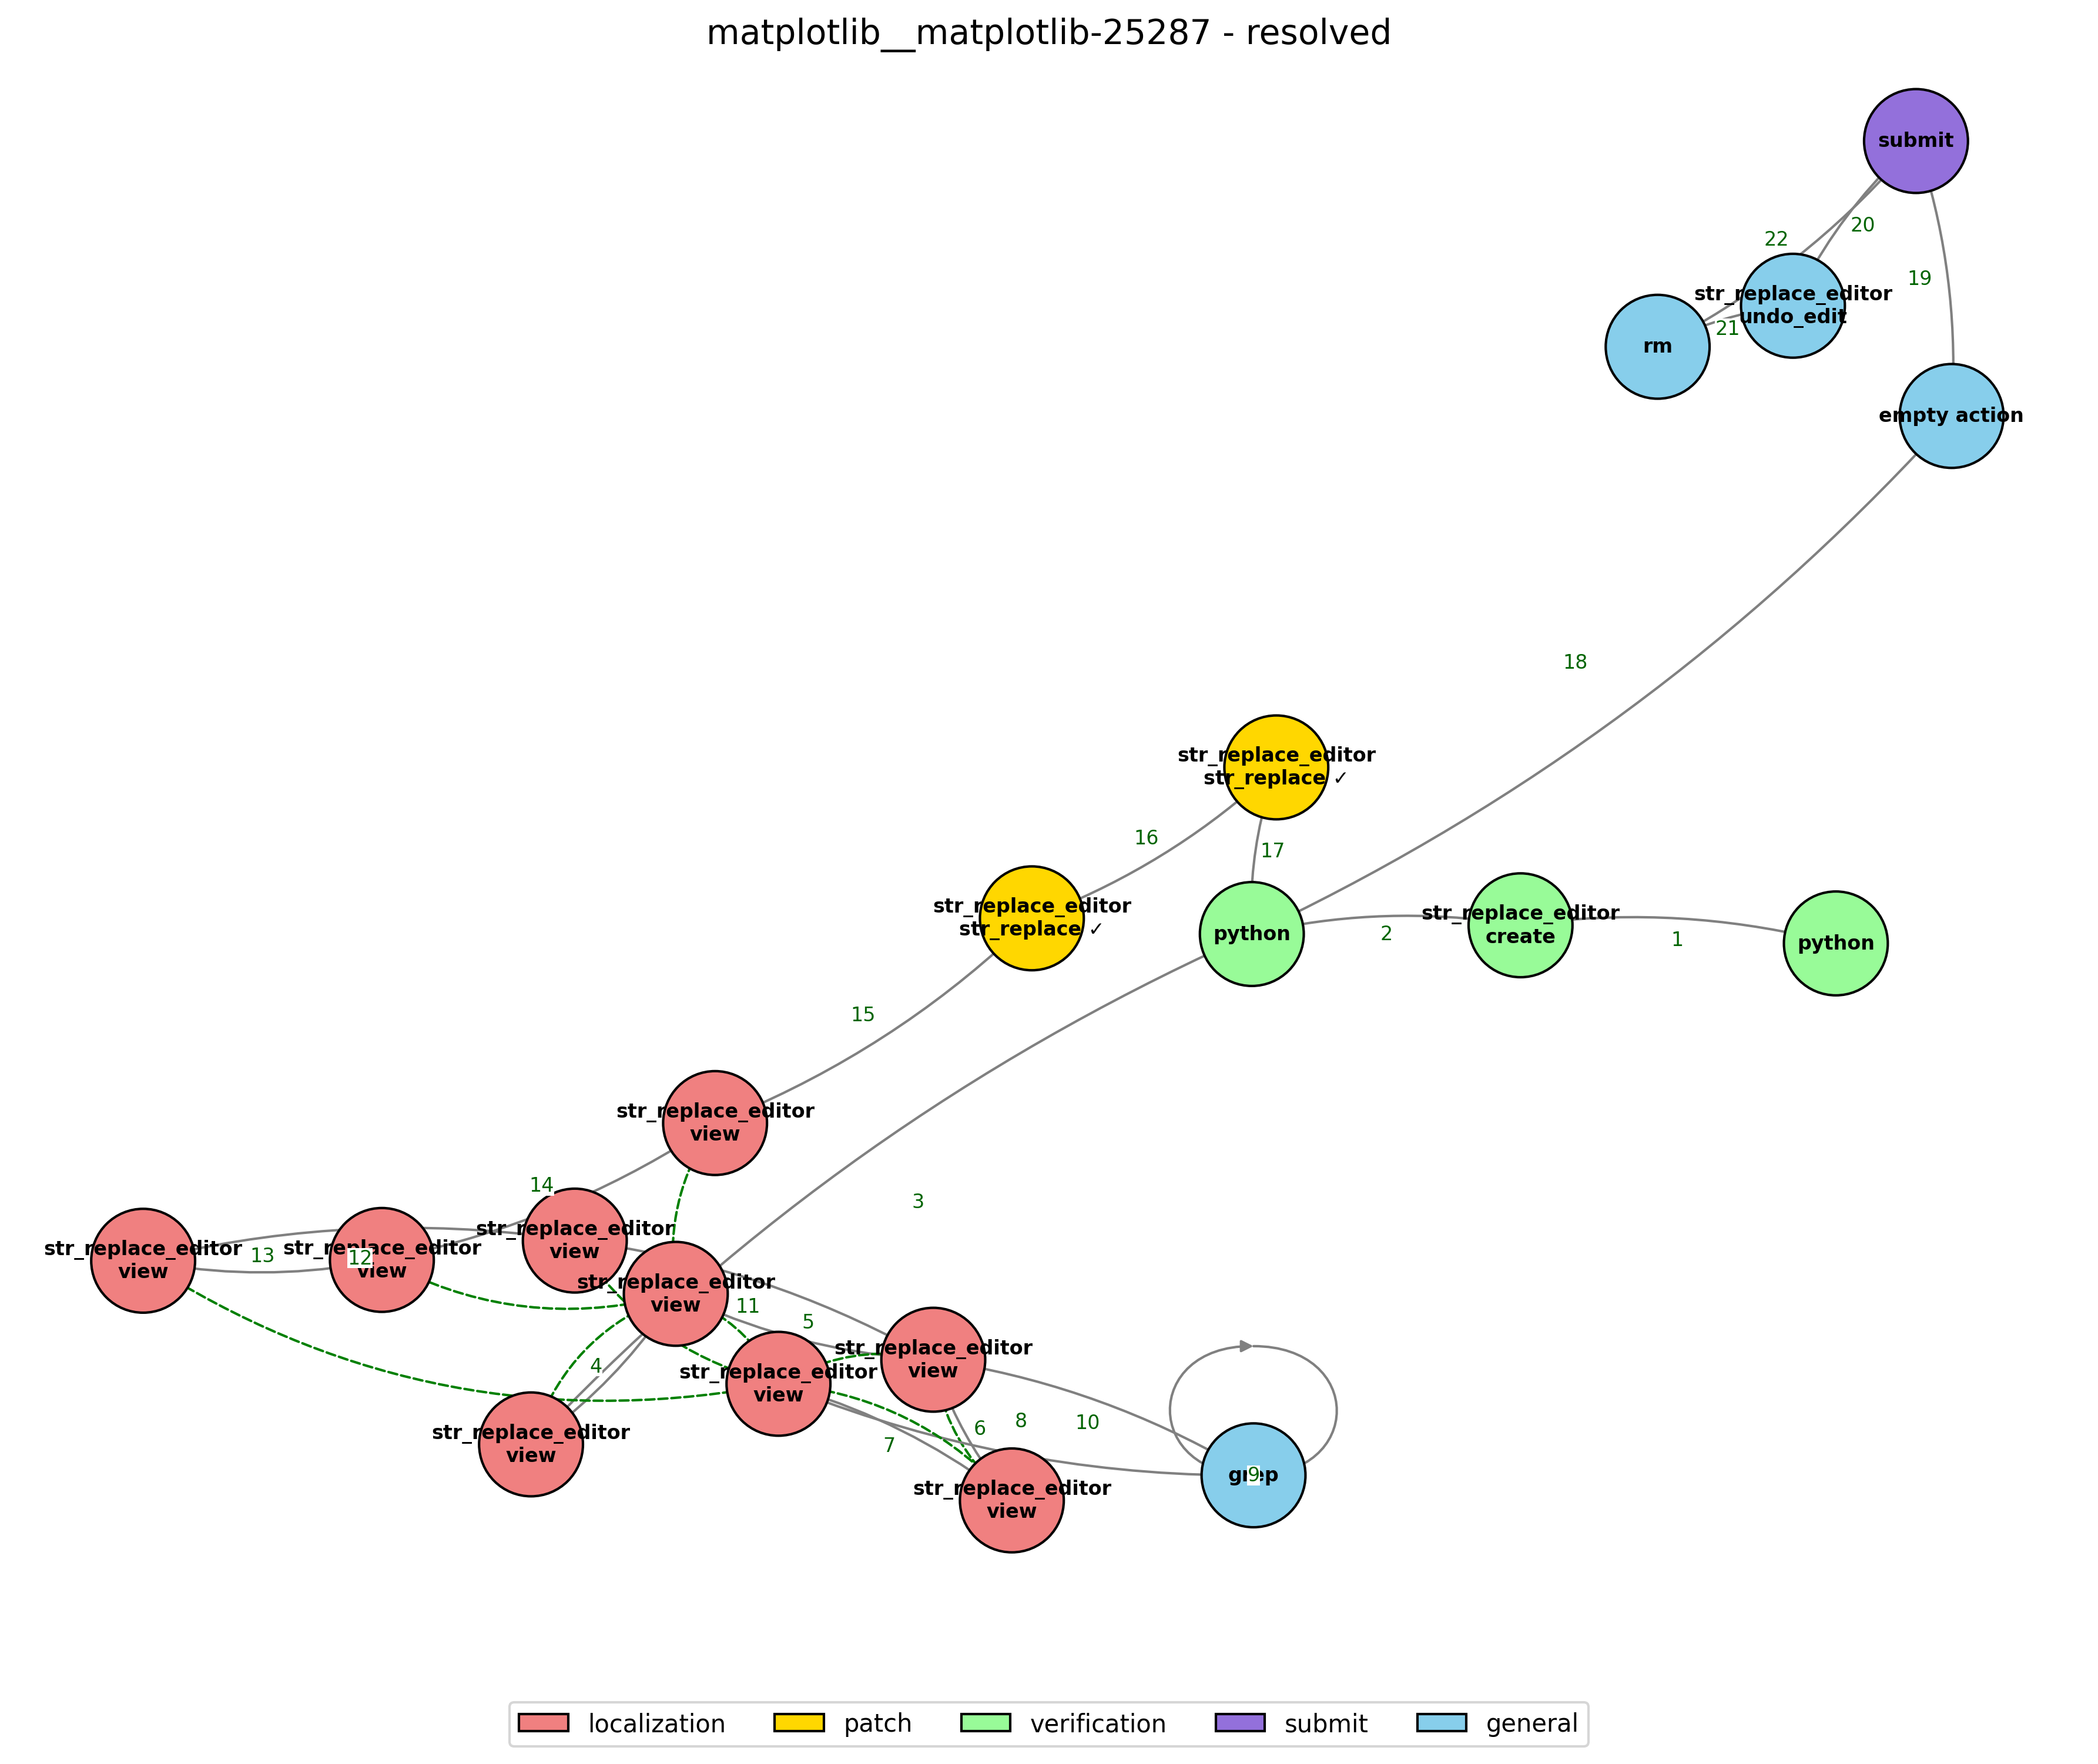 matplotlib__matplotlib-25287 - resolved
submit
20
22
19
str_replace_editor
undo_edit
21
rm
empty action
18
str_replace_editor
str_replace ✓
16
17
str_replace_editor
str_replace ✓
python
2
str_replace_editor
create
1
python
15
str_replace_editor
view
14
3
str_replace_editor
view
13
str_replace_editor
view
12
str_replace_editor
view
str_replace_editor
view
11
5
4
str_replace_editor
view
str_replace_editor
view
6
8
10
7
str_replace_editor
view
grep
9
str_replace_editor
view
localization
patch
verification
submit
general